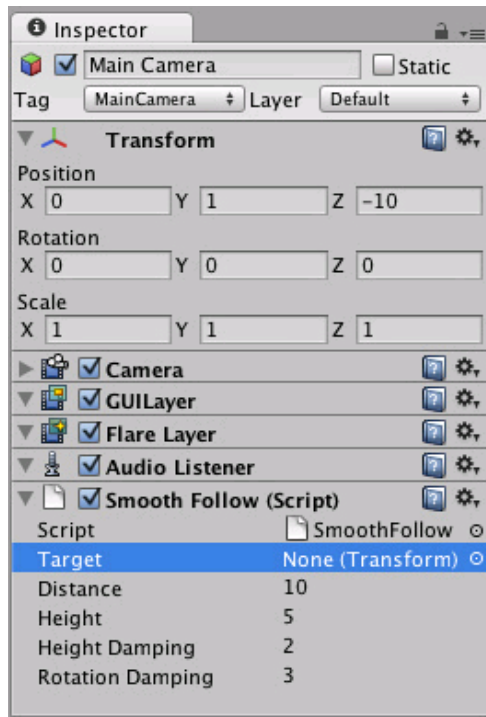 Inspector
Main Camera Static
Tag MainCamera Layer Default
Transform
Position
X 0 Y 1 Z -10
Rotation
X 0 Y 0 Z 0
Scale
X 1 Y 1 Z 1
Camera
GUILayer
Flare Layer
Audio Listener
Smooth Follow (Script)
Script SmoothFollow
Target None (Transform)
Distance 10
Height 5
Height Damping 2
Rotation Damping 3